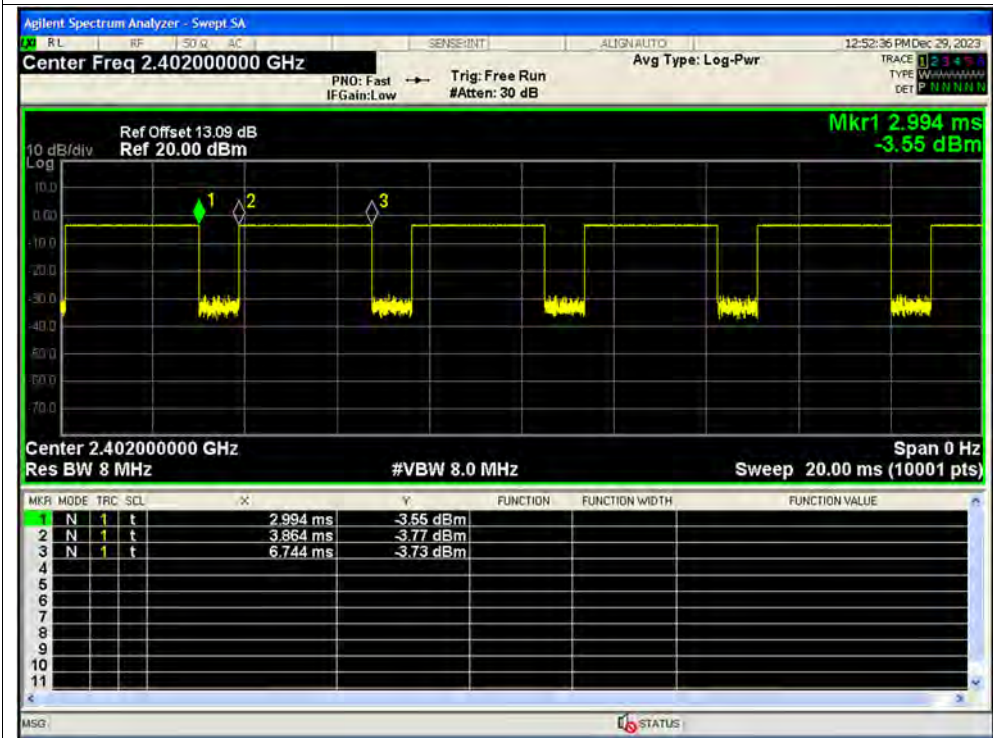 Agilent Spectrum Analyzer - Swept SA
LXI RL RF 50 Ω AC SENSE:INT ALIGN AUTO 12:52:36 PM Dec 29, 2023
Center Freq 2.402000000 GHz Avg Type: Log-Pwr TRACE 1 2 3 4 5 6
PNO: Fast Trig: Free Run TYPE W
IFGain:Low #Atten: 30 dB DET P N N N N N
Mkr1 2.994 ms
Ref Offset 13.09 dB
10 dB/div Ref 20.00 dBm -3.55 dBm
Log
10.0
1 2 3
0.00
-10.0
-20.0
-30.0
-40.0
-50.0
-60.0
-70.0
Center 2.402000000 GHz Span 0 Hz
Res BW 8 MHz #VBW 8.0 MHz Sweep 20.00 ms (10001 pts)
MKR MODE TRC SCL X Y FUNCTION FUNCTION WIDTH FUNCTION VALUE
1 N 1 t 2.994 ms -3.55 dBm
2 N 1 t 3.864 ms -3.77 dBm
3 N 1 t 6.744 ms -3.73 dBm
4
5
6
7
8
9
10
11
MSG STATUS